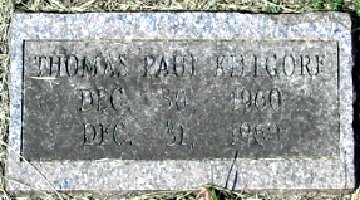 THOMAS PAUL KILGORE
DEC. 30, 1960
DEC. 31, 1960